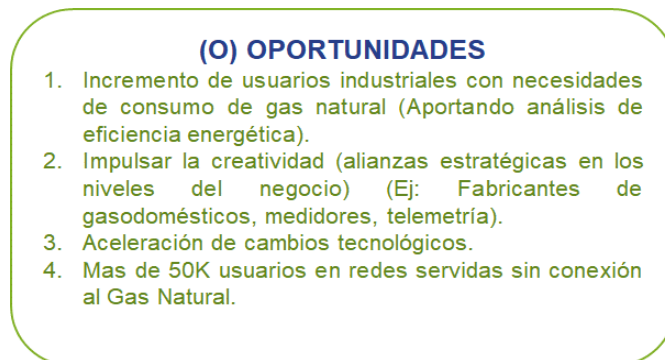 (O) OPORTUNIDADES
1. Incremento de usuarios industriales con necesidades
de consumo de gas natural (Aportando análisis de
eficiencia energética).
2. Impulsar la creatividad (alianzas estratégicas en los
niveles del negocio) (Ej: Fabricantes de
gasodomésticos, medidores, telemetría).
3. Aceleración de cambios tecnológicos.
4. Mas de 50K usuarios en redes servidas sin conexión
al Gas Natural.